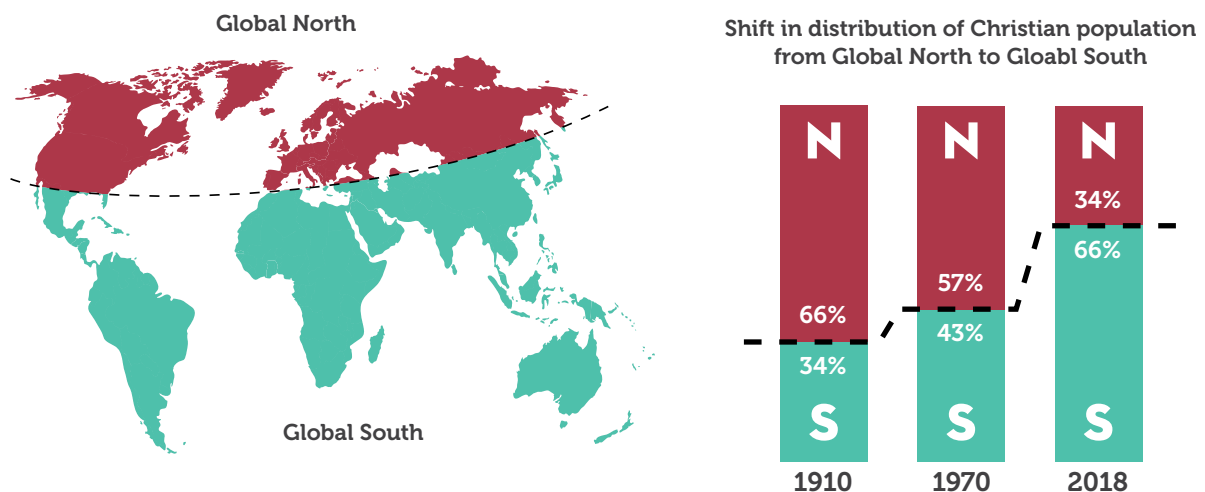 Global North
Global South
Shift in distribution of Christian population
from Global North to Gloabl South
N
66%
34%
S
1910
N
57%
43%
S
1970
N
34%
66%
S
2018